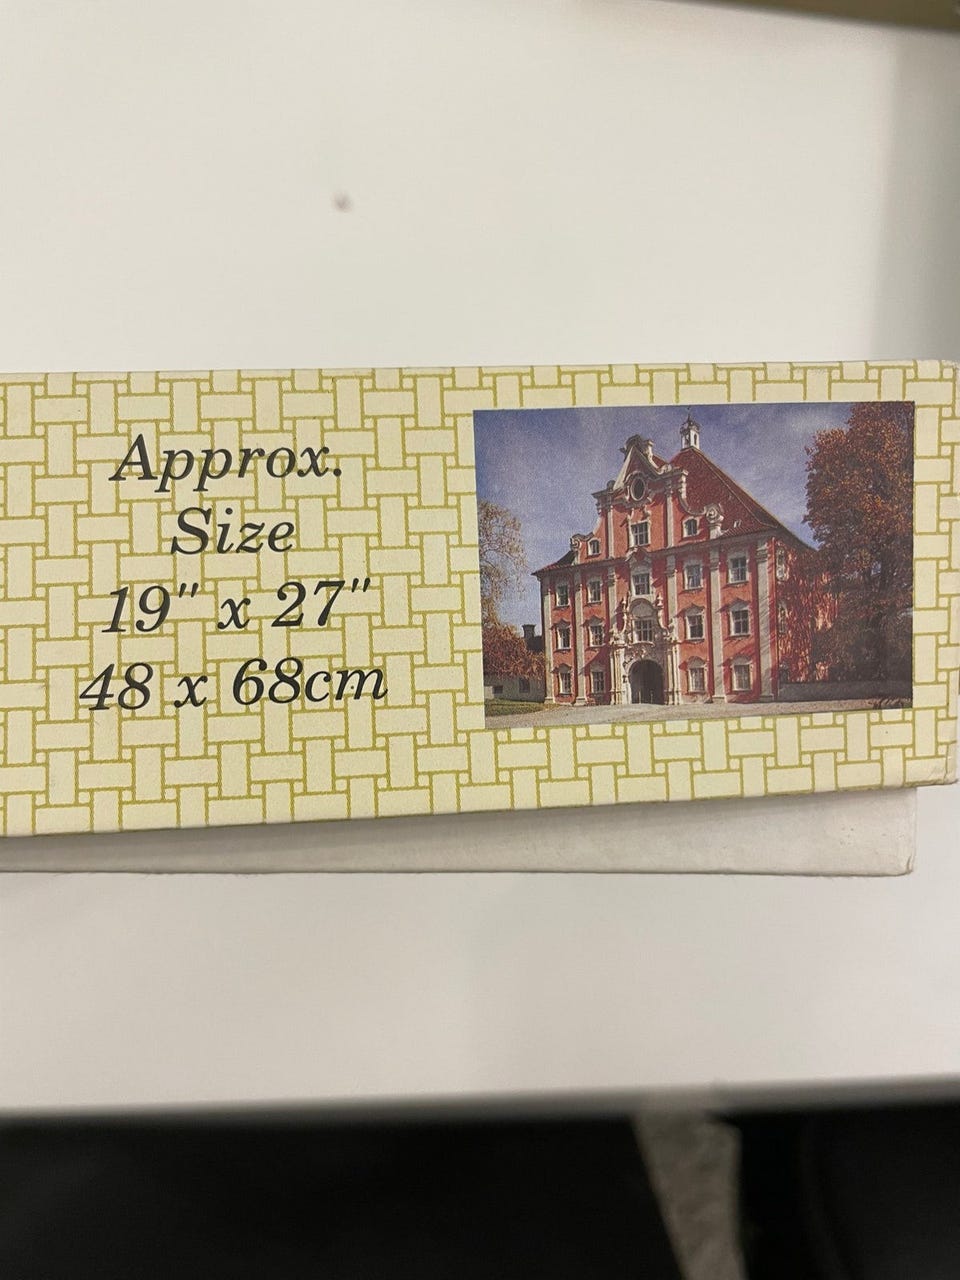 Approx.
Size
19" x 27"
48 x 68cm